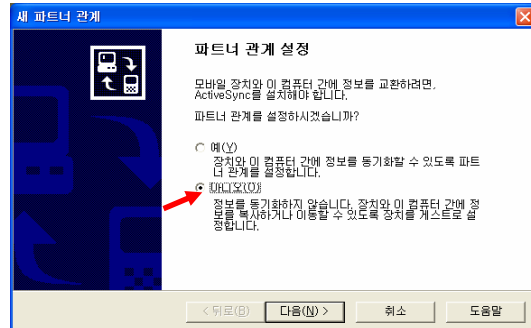 새 파트너 관계
파트너 관계 설정
모바일 장치와 이 컴퓨터 간에 정보를 교환하려면,
ActiveSync를 설치해야 합니다.
파트너 관계를 설정하시겠습니까?
예(Y)
장치와 이 컴퓨터 간에 정보를 동기화할 수 있도록 파트
너 관계를 설정합니다.
아니오(O)
정보를 동기화하지 않습니다. 장치와 이 컴퓨터 간에 정
보를 복사하거나 이동할 수 있도록 장치를 게스트로 설
정합니다.
< 뒤로(B) 다음(N) > 취소 도움말